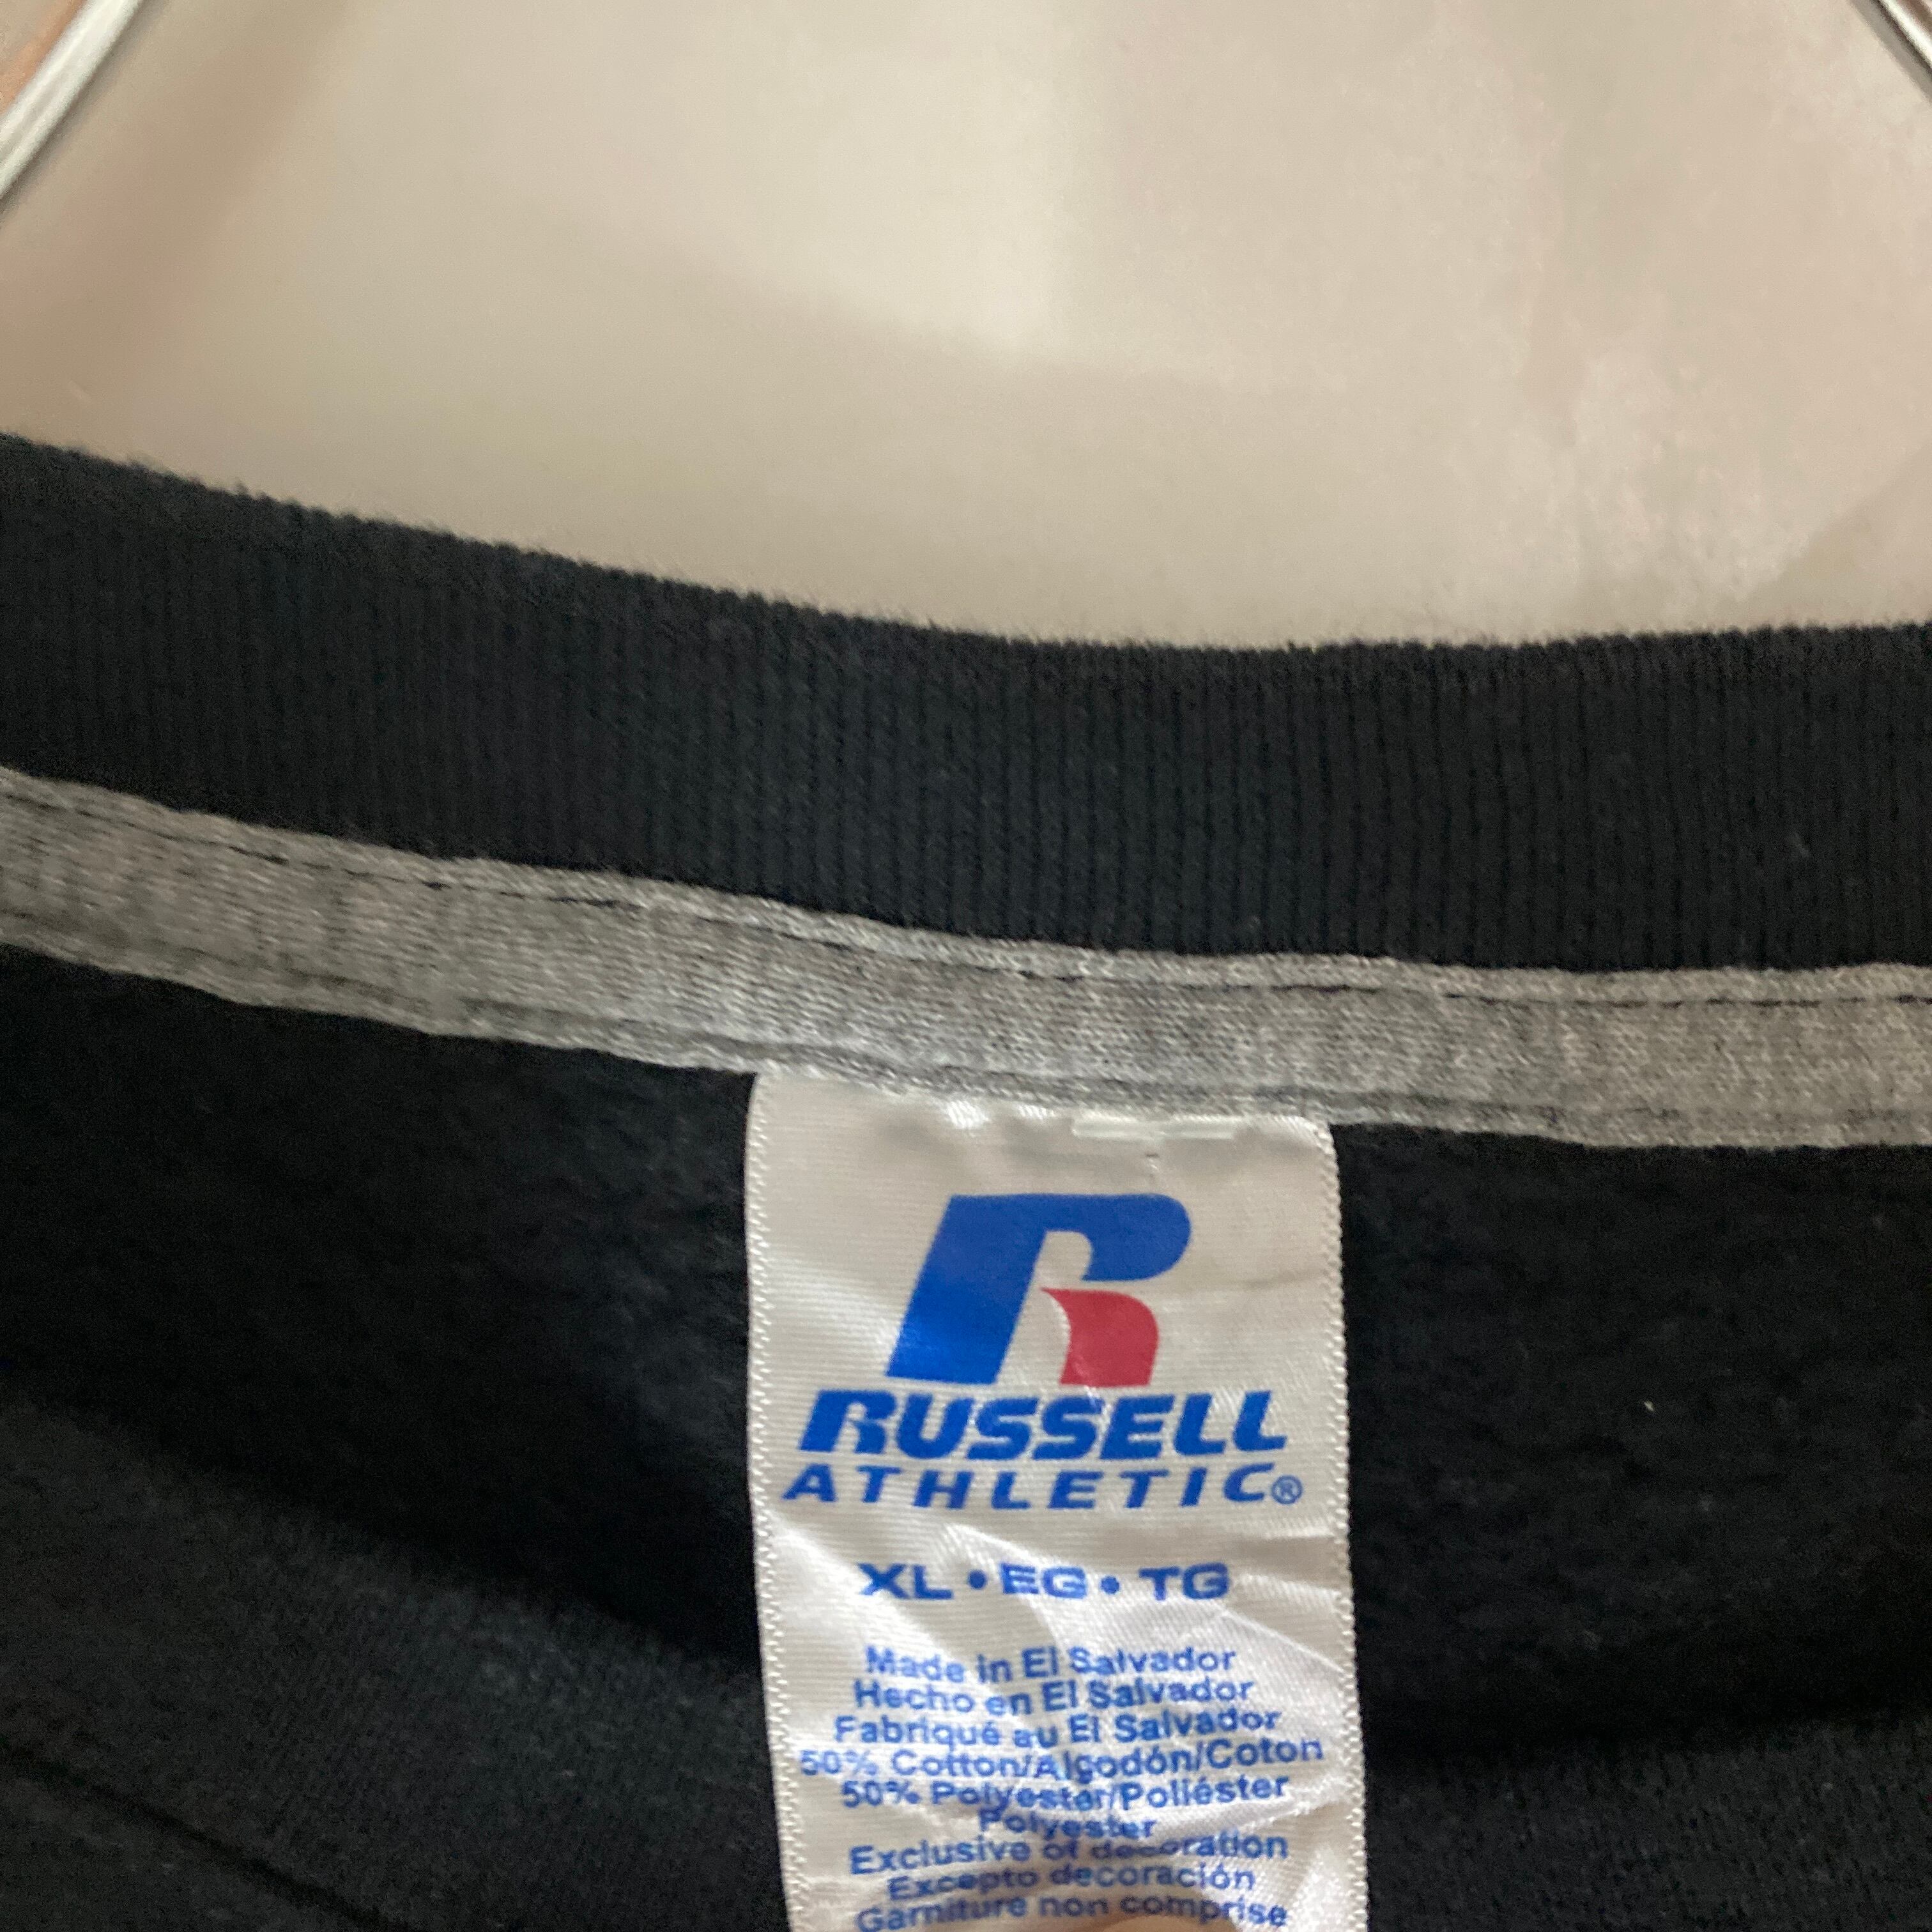 RUSSELL
ATHLETIC®
XL • EG • TG
Made in El Salvador
Hecho en El Salvador
Fabriqué au El Salvador
50% Cotton/Algodón/Coton
50% Polyester/Poliéster
Polyester
Exclusive of decoration
Excepto decoración
Garniture non comprise